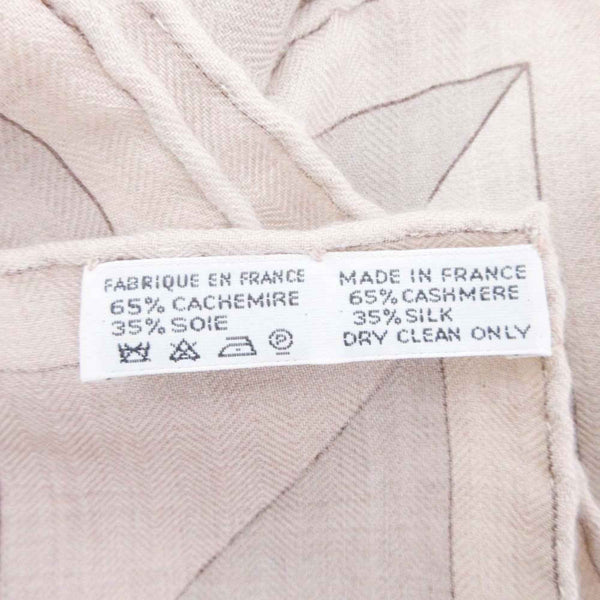 FABRIQUE EN FRANCE
65% CACHEMIRE
35% SOIE
MADE IN FRANCE
65% CASHMERE
35% SILK
DRY CLEAN ONLY